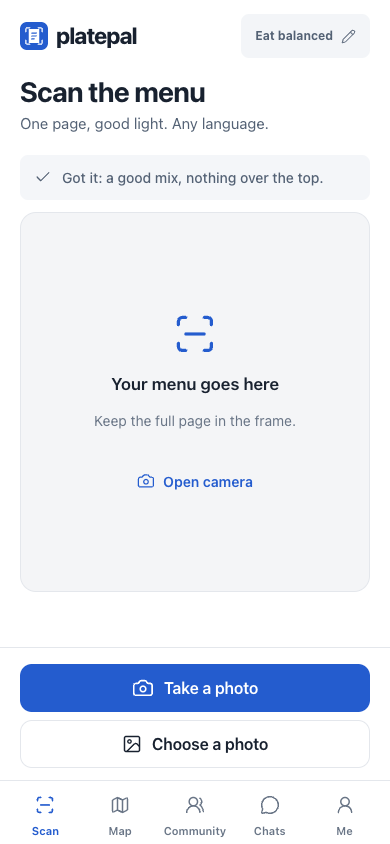 platepal
Eat balanced
Scan the menu
One page, good light. Any language.
Got it: a good mix, nothing over the top.
Your menu goes here
Keep the full page in the frame.
Open camera
Take a photo
Choose a photo
Scan
Map
Community
Chats
Me